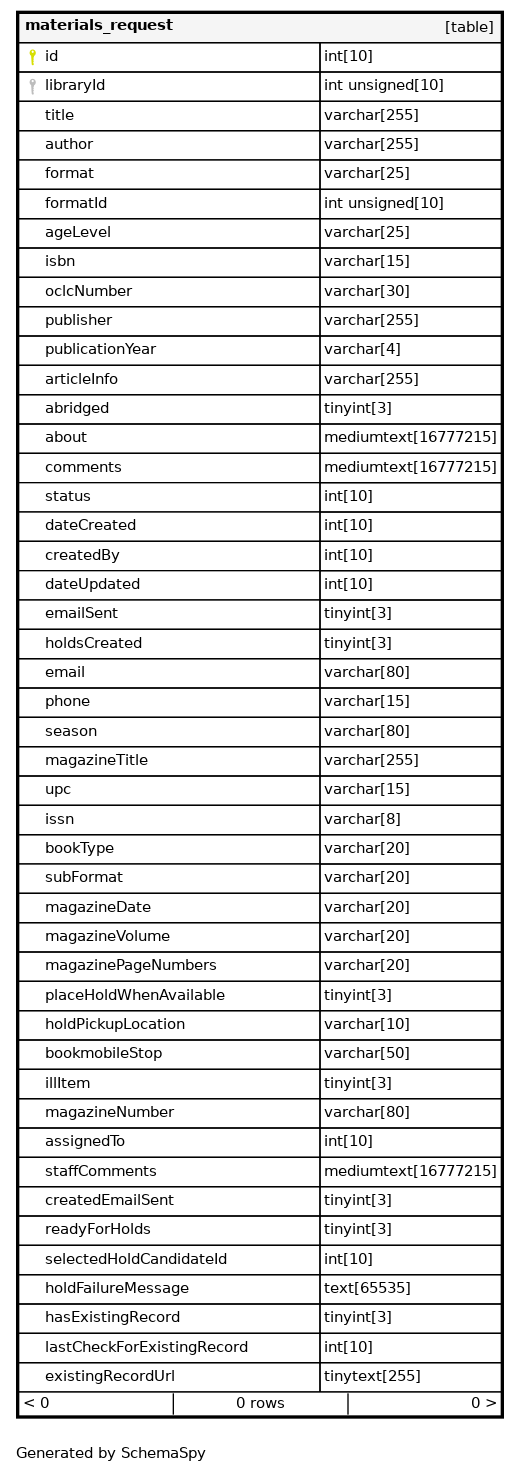 materials_request [table]
id int[10]
libraryId int unsigned[10]
title varchar[255]
author varchar[255]
format varchar[25]
formatId int unsigned[10]
ageLevel varchar[25]
isbn varchar[15]
oclcNumber varchar[30]
publisher varchar[255]
publicationYear varchar[4]
articleInfo varchar[255]
abridged tinyint[3]
about mediumtext[16777215]
comments mediumtext[16777215]
status int[10]
dateCreated int[10]
createdBy int[10]
dateUpdated int[10]
emailSent tinyint[3]
holdsCreated tinyint[3]
email varchar[80]
phone varchar[15]
season varchar[80]
magazineTitle varchar[255]
upc varchar[15]
issn varchar[8]
bookType varchar[20]
subFormat varchar[20]
magazineDate varchar[20]
magazineVolume varchar[20]
magazinePageNumbers varchar[20]
placeHoldWhenAvailable tinyint[3]
holdPickupLocation varchar[10]
bookmobileStop varchar[50]
illItem tinyint[3]
magazineNumber varchar[80]
assignedTo int[10]
staffComments mediumtext[16777215]
createdEmailSent tinyint[3]
readyForHolds tinyint[3]
selectedHoldCandidateId int[10]
holdFailureMessage text[65535]
hasExistingRecord tinyint[3]
lastCheckForExistingRecord int[10]
existingRecordUrl tinytext[255]
< 0 0 rows 0 >
Generated by SchemaSpy